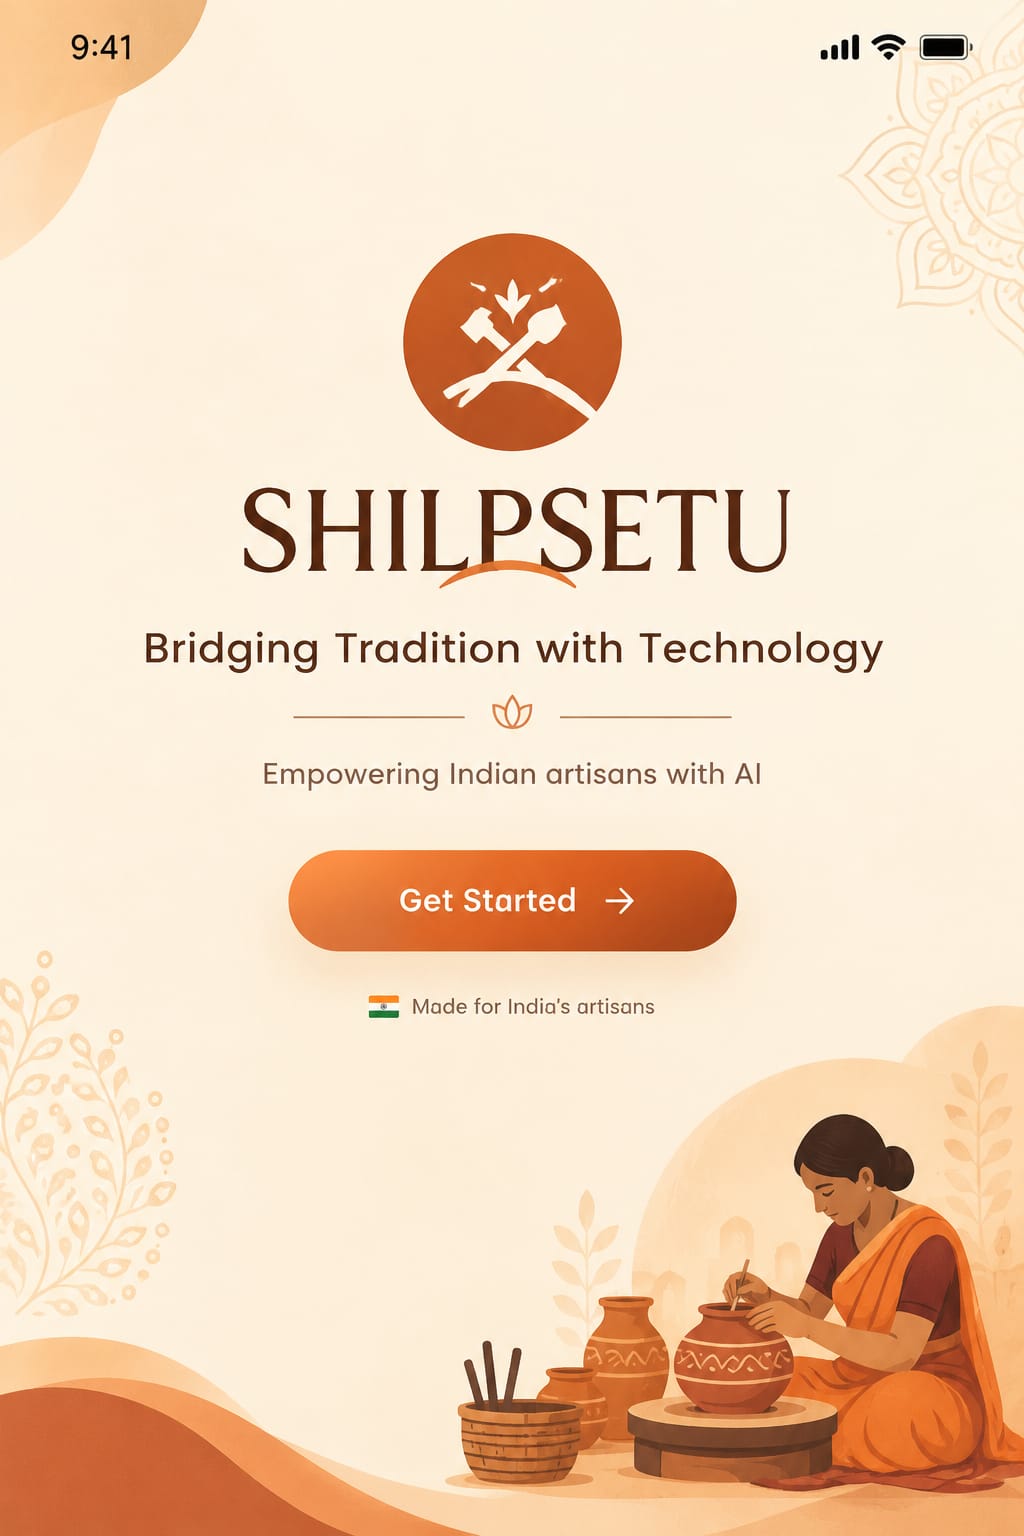 9:41
SHILPSETU
Bridging Tradition with Technology
Empowering Indian artisans with AI
Get Started →
Made for India's artisans